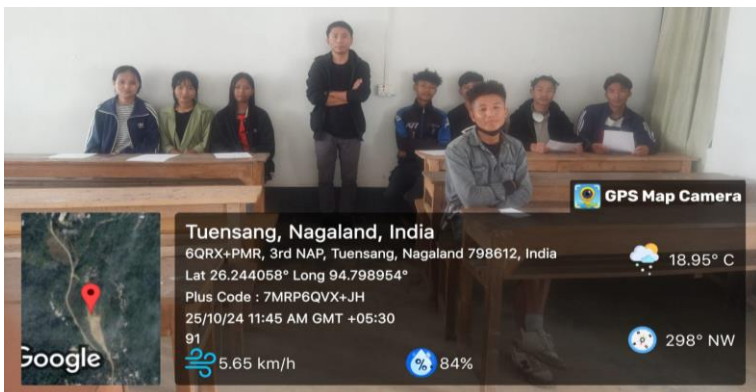 GPS Map Camera
Tuensang, Nagaland, India
6QRX+PMR, 3rd NAP, Tuensang, Nagaland 798612, India
Lat 26.244058° Long 94.798954°
18.95° C
Plus Code : 7MRP6QVX+JH
25/10/24 11:45 AM GMT +05:30
91
298° NW
Google
5.65 km/h
% 84%